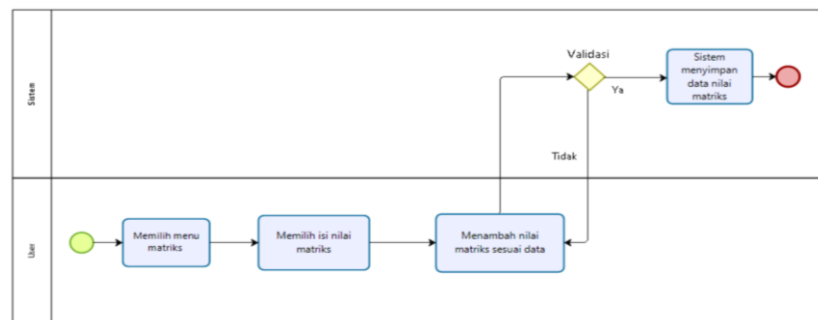 Sistem
Validasi
Ya
Tidak
Sistem
menyimpan
data nilai
matriks
User
Memilih menu
matriks
Memilih isi nilai
matriks
Menambah nilai
matriks sesuai data